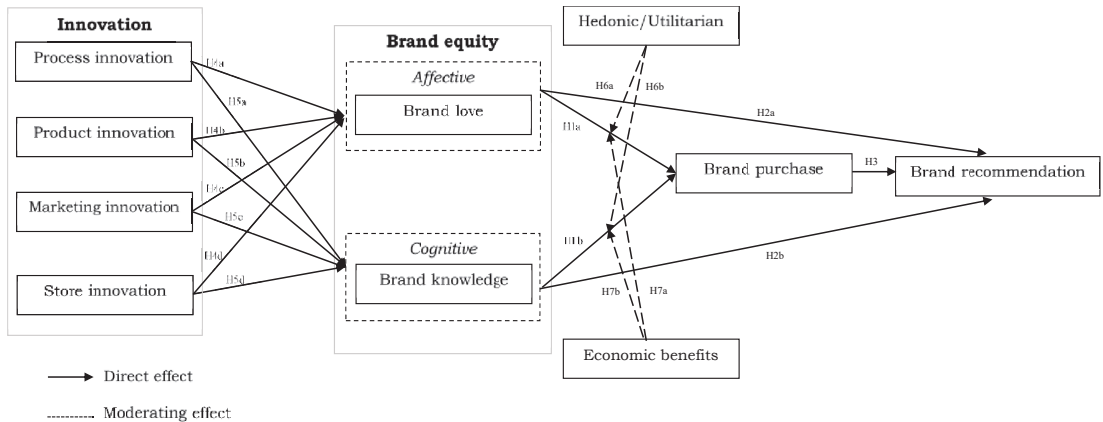 Innovation
Process innovation
Product innovation
Marketing innovation
Store innovation
H4a
H5a
H4b
H5b
H4c
H5c
H4d
H5d
Brand equity
Affective
Brand love
Cognitive
Brand knowledge
Hedonic/Utilitarian
H6a
H6b
H1a
H2a
Brand purchase
H3
Brand recommendation
H1b
H2b
H7b
H7a
Economic benefits
Direct effect
Moderating effect